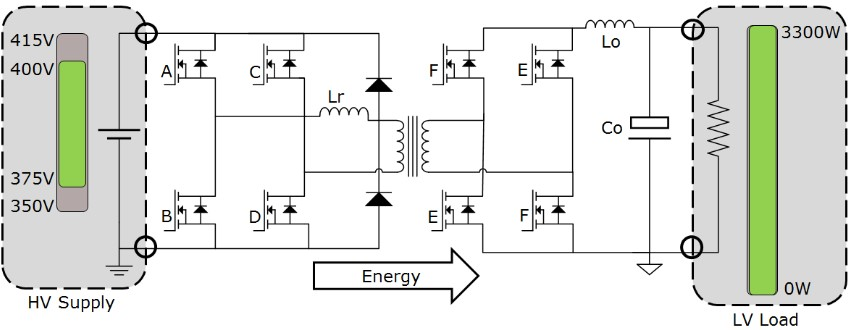 415V
400V
375V
350V
HV Supply
A
C
B
D
Lr
F
E
E
F
Lo
Co
Energy
3300W
0W
LV Load